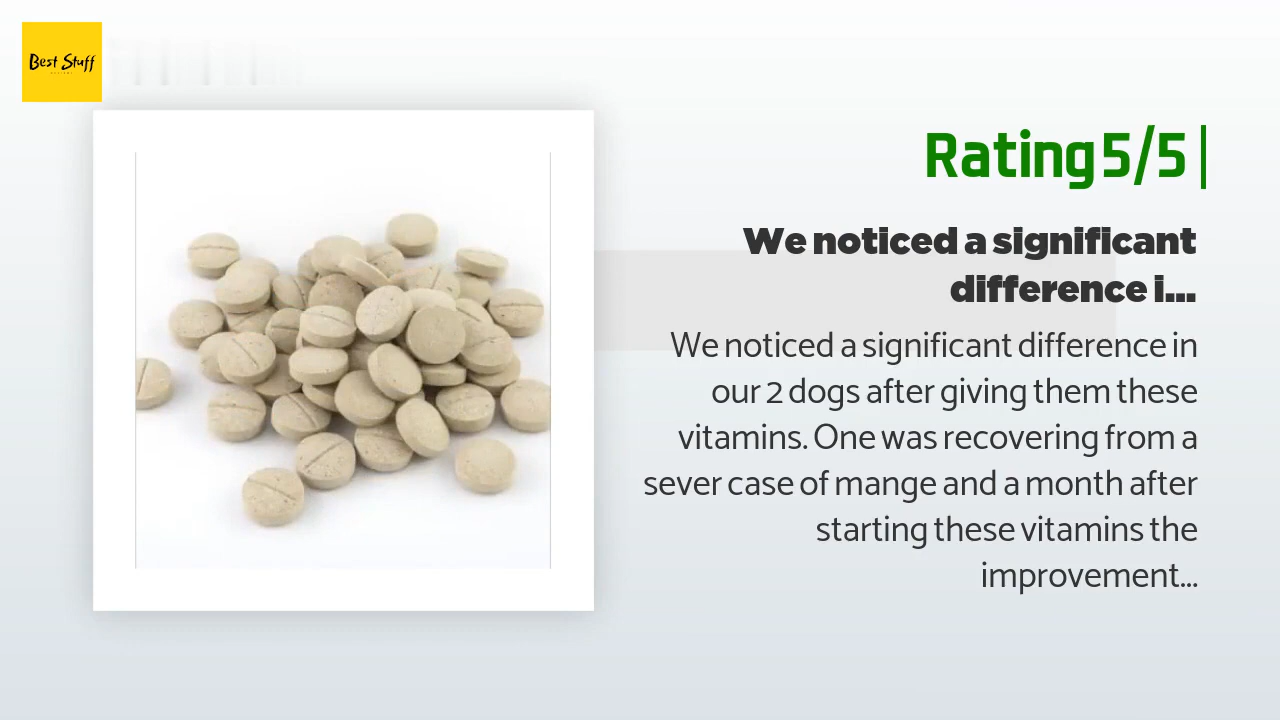 Best Stuff
Rating 5/5
We noticed a significant
difference i...
We noticed a significant difference in
our 2 dogs after giving them these
vitamins. One was recovering from a
sever case of mange and a month after
starting these vitamins the
improvement...